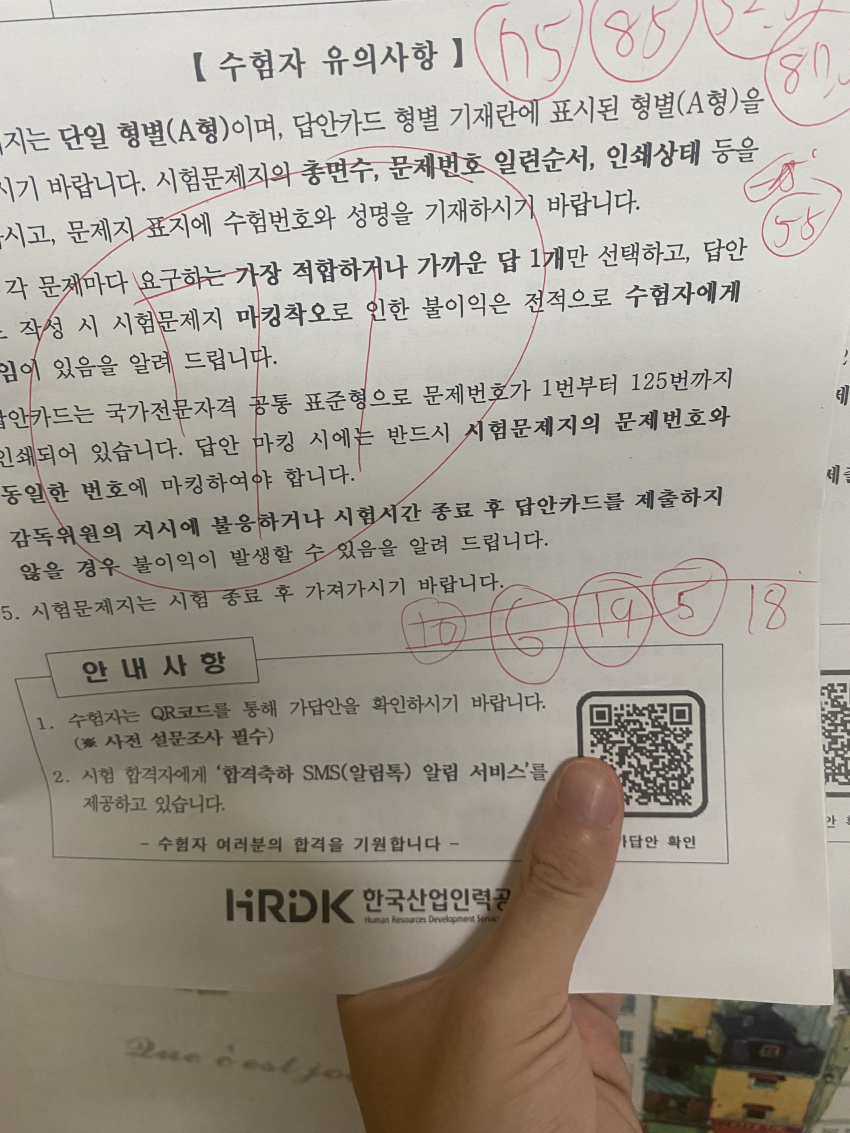 75 85
【 수험자 유의사항 】
지는 단일 형별(A형)이며, 답안카드 형별 기재란에 표시된 형별(A형)을
시기 바랍니다. 시험문제지의 총면수, 문제번호 일련순서, 인쇄상태 등을
시고, 문제지 표지에 수험번호와 성명을 기재하시기 바랍니다.
55
각 문제마다 요구하는 가장 적합하거나 가까운 답 1개만 선택하고, 답안
작성 시 시험문제지 마킹착오로 인한 불이익은 전적으로 수험자에게
임이 있음을 알려 드립니다.
답안카드는 국가전문자격 공통 표준형으로 문제번호가 1번부터 125번까지
인쇄되어 있습니다. 답안 마킹 시에는 반드시 시험문제지의 문제번호와
동일한 번호에 마킹하여야 합니다.
감독위원의 지시에 불응하거나 시험시간 종료 후 답안카드를 제출하지
않을 경우 불이익이 발생할 수 있음을 알려 드립니다.
5. 시험문제지는 시험 종료 후 가져가시기 바랍니다.
10 6 19 5 18
안내사항
1. 수험자는 QR코드를 통해 가답안을 확인하시기 바랍니다.
(※ 사전 설문조사 필수)
2. 시험 합격자에게 '합격축하 SMS(알림톡) 알림 서비스'를
제공하고 있습니다.
- 수험자 여러분의 합격을 기원합니다 -
답안 확인
HRDK 한국산업인력공
Human Resources Development Servic
Que c'est jo